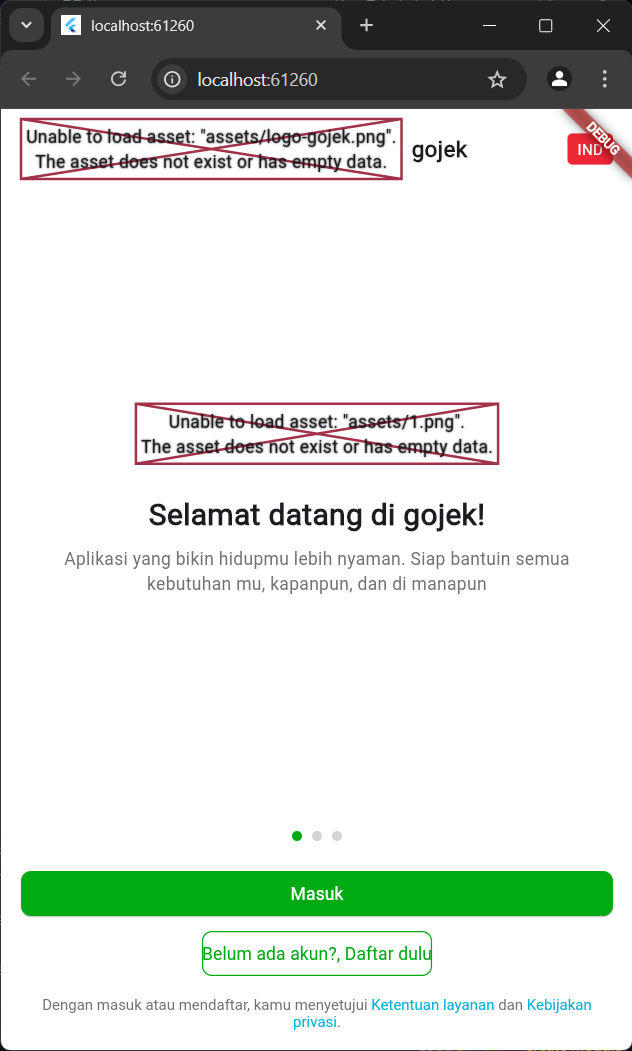 localhost:61260
localhost:61260
Unable to load asset: "assets/logo-gojek.png".
The asset does not exist or has empty data.
gojek
IND
DEBUG
Unable to load asset: "assets/1.png".
The asset does not exist or has empty data.
Selamat datang di gojek!
Aplikasi yang bikin hidupmu lebih nyaman. Siap bantuin semua
kebutuhan mu, kapanpun, dan di manapun
Masuk
Belum ada akun?, Daftar dulu
Dengan masuk atau mendaftar, kamu menyetujui Ketentuan layanan dan Kebijakan
privasi.